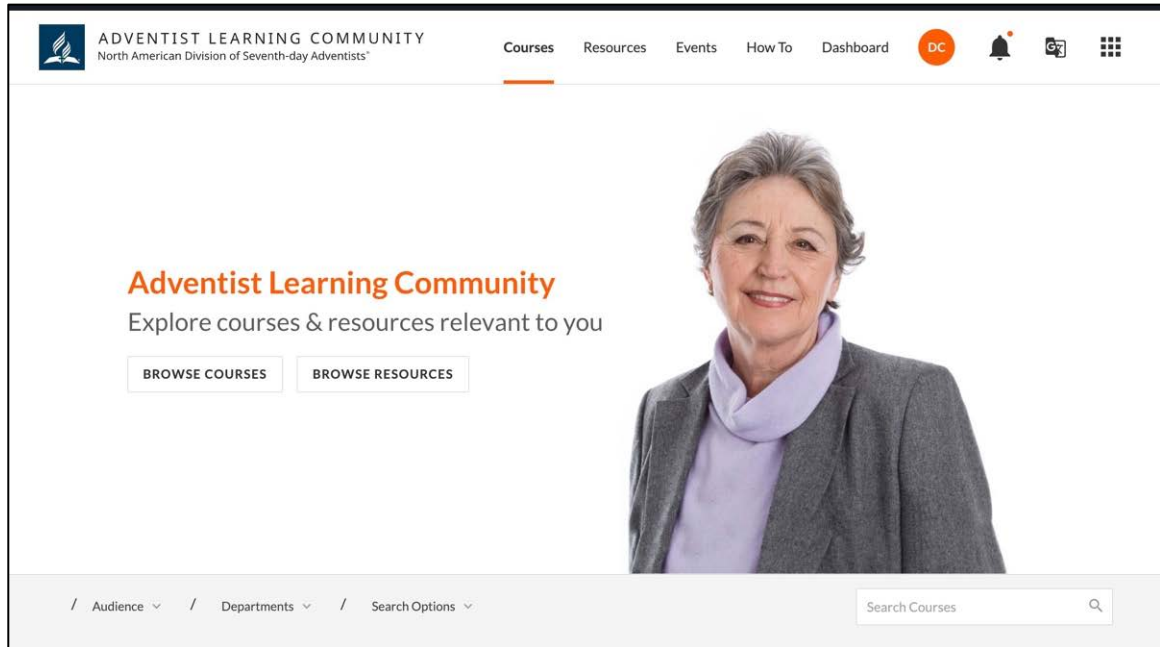 ADVENTIST LEARNING COMMUNITY
North American Division of Seventh-day Adventists®
Courses Resources Events How To Dashboard DC
Adventist Learning Community
Explore courses & resources relevant to you
BROWSE COURSES BROWSE RESOURCES
/ Audience / Departments / Search Options Search Courses